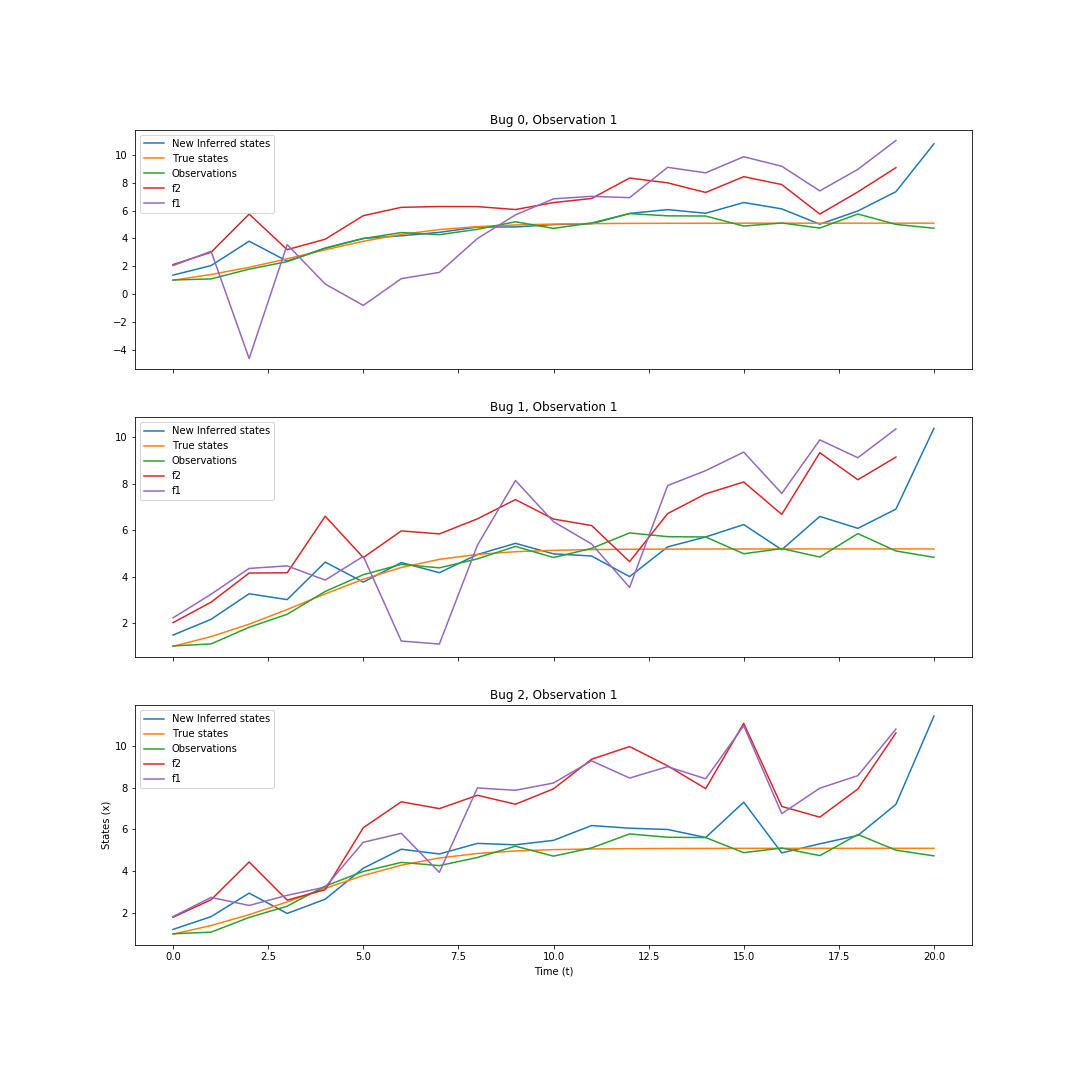 Bug 0, Observation 1
New Inferred states
True states
Observations
f2
f1
10
8
6
4
2
0
−2
−4
Bug 1, Observation 1
New Inferred states
True states
Observations
f2
f1
10
8
6
4
2
Bug 2, Observation 1
New Inferred states
True states
Observations
f2
f1
10
8
6
4
2
States (x)
0.0 2.5 5.0 7.5 10.0 12.5 15.0 17.5 20.0
Time (t)